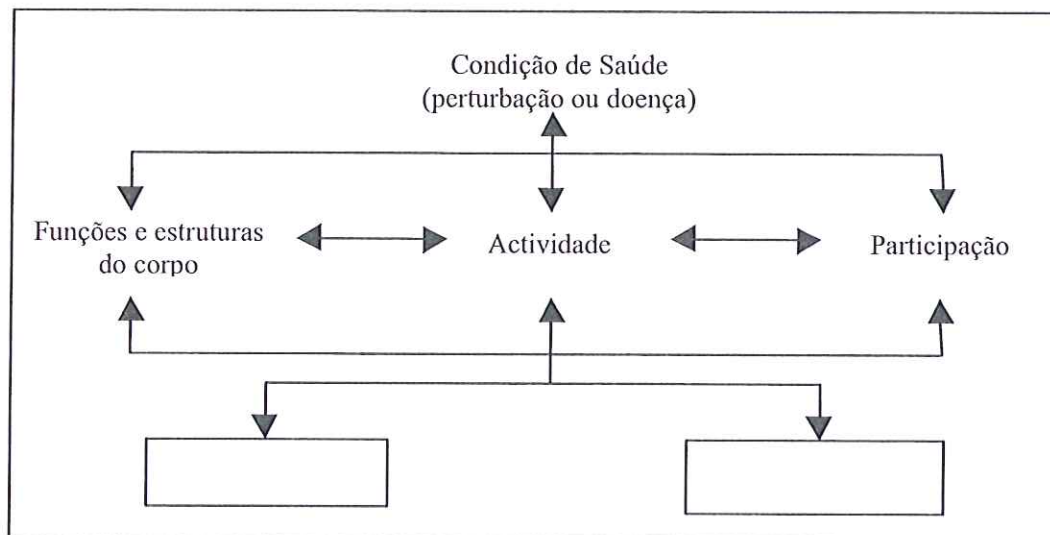 Condição de Saúde
(perturbação ou doença)
Funções e estruturas
do corpo
Actividade
Participação